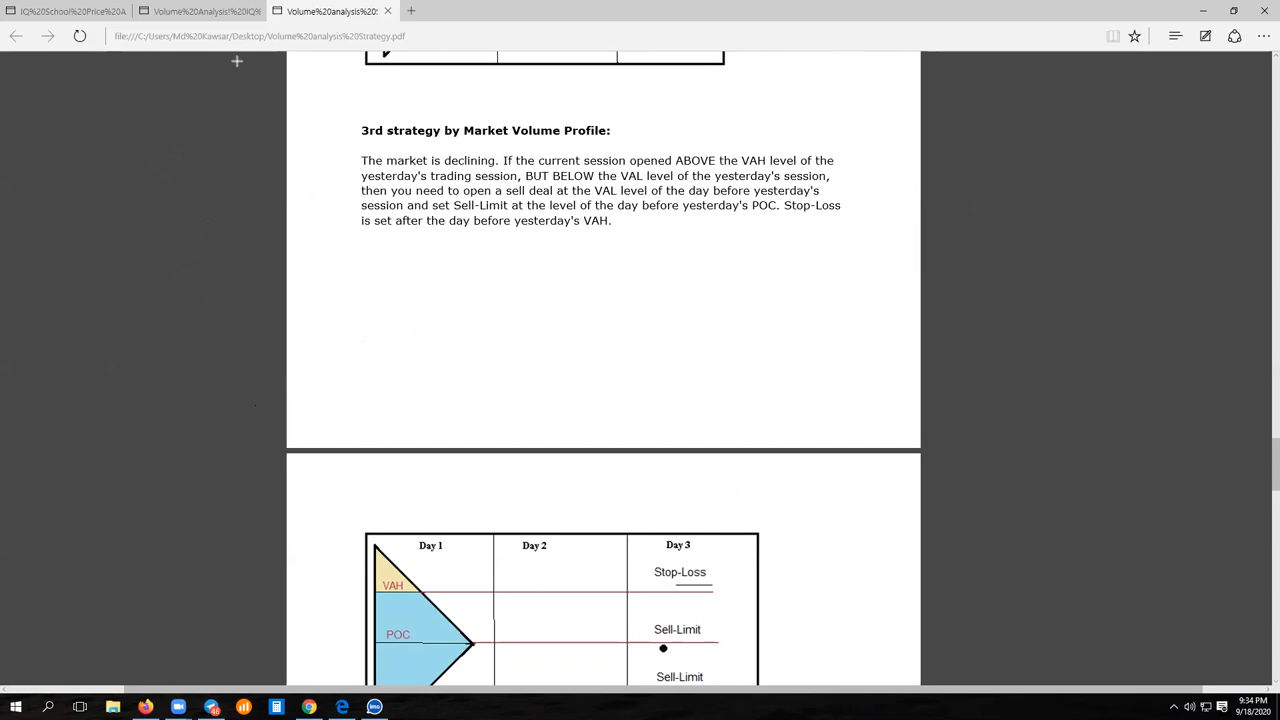 IQ%20School%20Price%20A
Volume%20Analysis!%20IQ%
Volume%20analysis%20S
file:///C:/Users/Md%20Kawsar/Desktop/Volume%20analysis%20Strategy.pdf
3rd strategy by Market Volume Profile:
The market is declining. If the current session opened ABOVE the VAH level of the
yesterday's trading session, BUT BELOW the VAL level of the yesterday's session,
then you need to open a sell deal at the VAL level of the day before yesterday's
session and set Sell-Limit at the level of the day before yesterday's POC. Stop-Loss
is set after the day before yesterday's VAH.
Day 1 Day 2 Day 3
Stop-Loss
VAH
Sell-Limit
POC
Sell-Limit
46
9:34 PM
9/18/2020